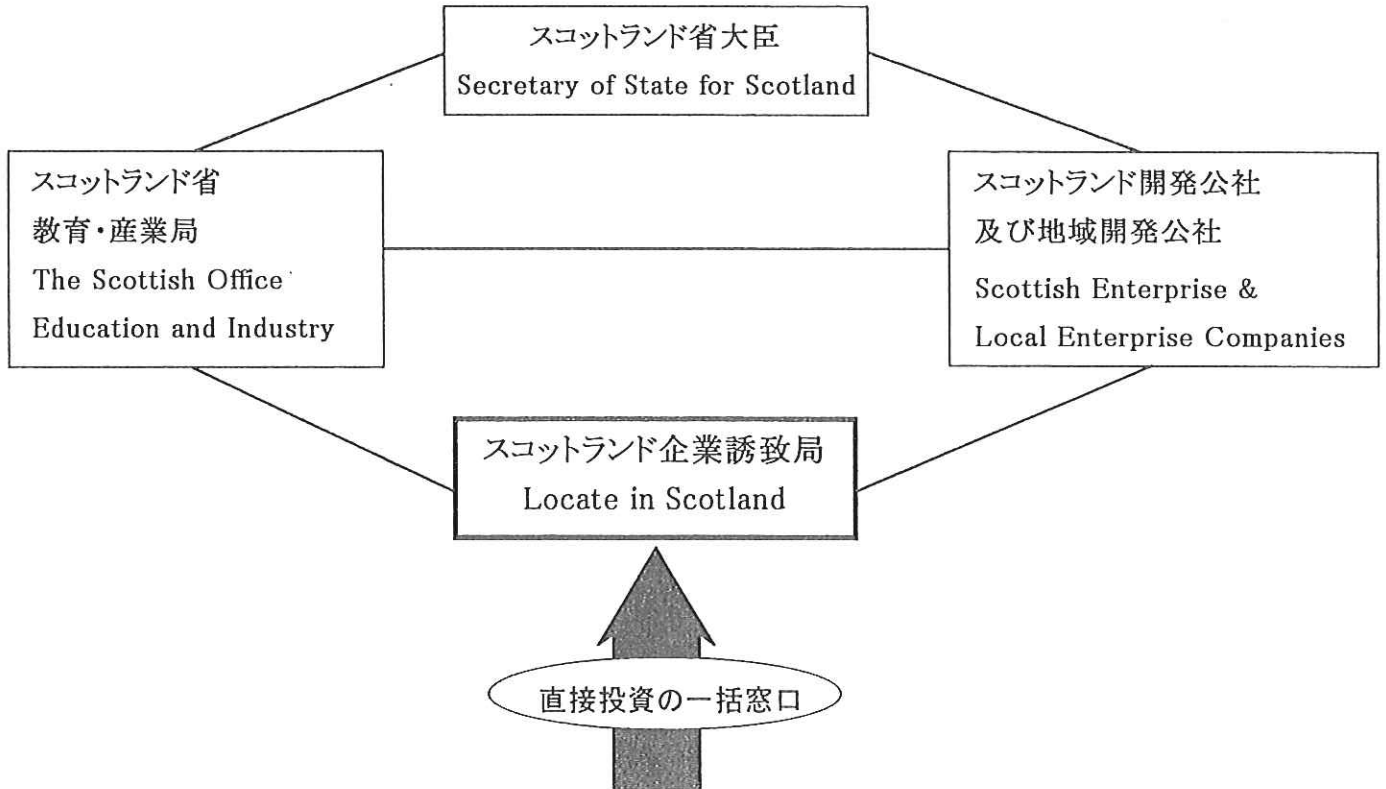 スコットランド省大臣
Secretary of State for Scotland
スコットランド省
教育・産業局
The Scottish Office
Education and Industry
スコットランド開発公社
及び地域開発公社
Scottish Enterprise &
Local Enterprise Companies
スコットランド企業誘致局
Locate in Scotland
直接投資の一括窓口